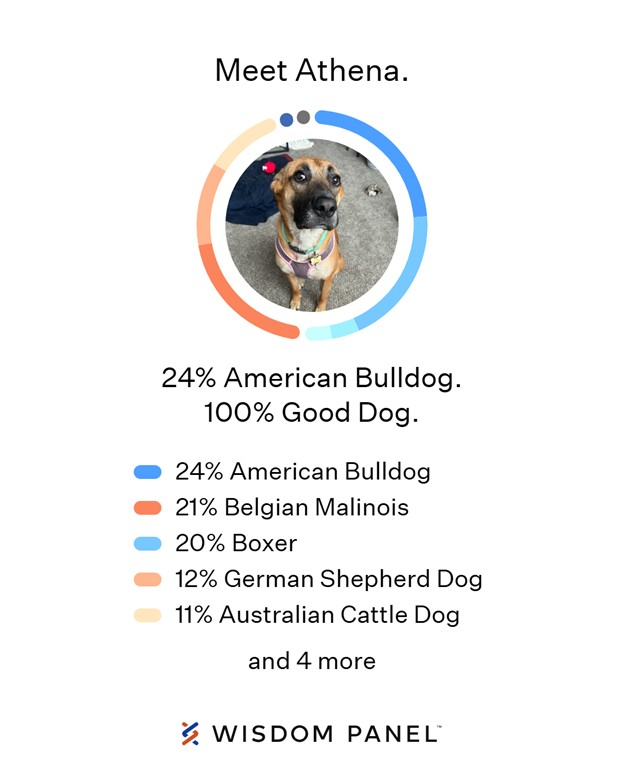 Meet Athena.
24% American Bulldog.
100% Good Dog.
24% American Bulldog
21% Belgian Malinois
20% Boxer
12% German Shepherd Dog
11% Australian Cattle Dog
and 4 more
WISDOM PANEL™